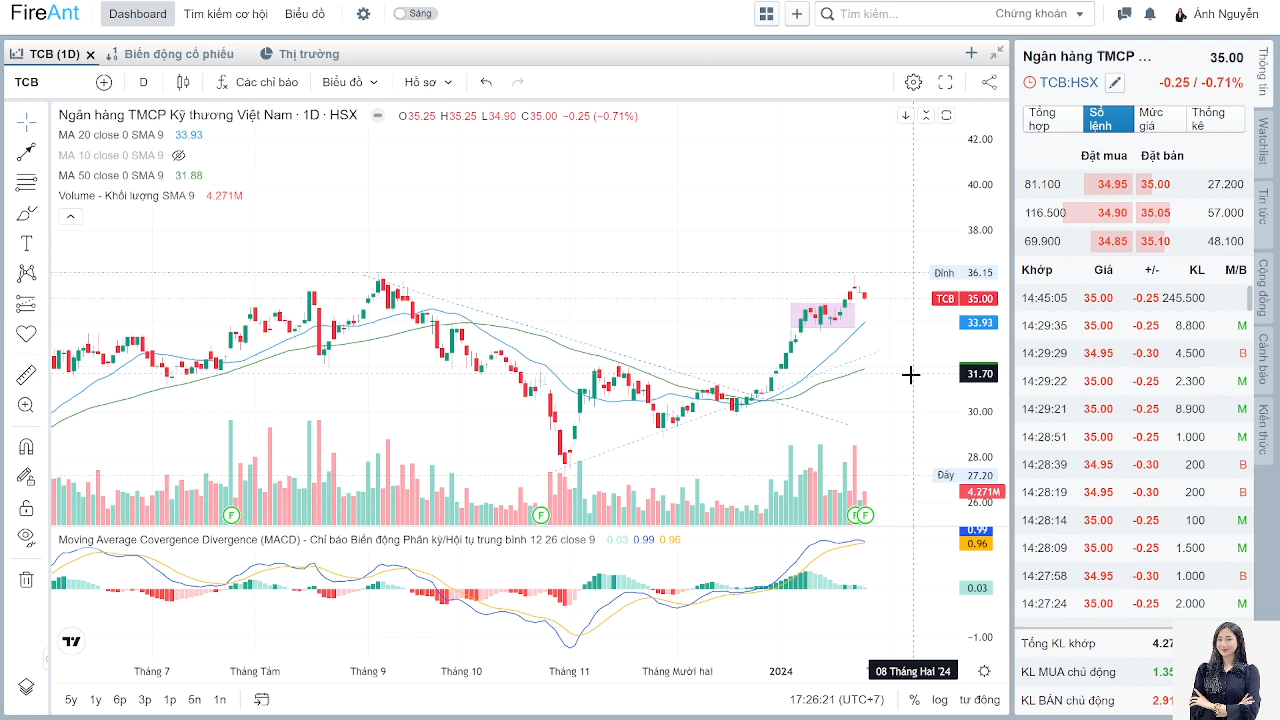 FireAnt Dashboard Tìm kiếm cơ hội Biểu đồ Sáng Tìm kiếm... Chứng khoán Ánh Nguyễn
TCB (1D) Biến động cổ phiếu Thị trường
TCB D Các chỉ báo Biểu đồ Hồ sơ
Ngân hàng TMCP Kỹ thương Việt Nam · 1D · HSX O35.25 H35.25 L34.90 C35.00 −0.25 (−0.71%)
MA 20 close 0 SMA 9 33.93
MA 10 close 0 SMA 9
MA 50 close 0 SMA 9 31.88
Volume - Khối lượng SMA 9 4.271M
42.00
40.00
38.00
Đỉnh 36.15
TCB 35.00
33.93
31.70
30.00
28.00
Đáy 27.20
4.271M
26.00
F F F F
Moving Average Covergence Divergence (MACD) - Chỉ báo Biến động Phân kỳ/Hội tụ trung bình 12 26 close 9 0.03 0.99 0.96
0.99
0.96
0.03
−1.00
Tháng 7 Tháng Tám Tháng 9 Tháng 10 Tháng 11 Tháng Mười hai 2024 08 Tháng Hai '24
5y 1y 6p 3p 1p 5n 1n 17:26:21 (UTC+7) % log tự động
Ngân hàng TMCP ... 35.00
TCB:HSX -0.25 / -0.71%
Tổng hợp Sổ lệnh Mức giá Thống kê
Đặt mua Đặt bán
81.100 34.95 35.00 27.200
116.500 34.90 35.05 57.000
69.900 34.85 35.10 48.100
Khớp Giá +/- KL M/B
14:45:05 35.00 -0.25 245.500
14:29:35 35.00 -0.25 8.800 M
14:29:29 34.95 -0.30 1.500 B
14:29:22 35.00 -0.25 2.300 M
14:29:21 35.00 -0.25 8.900 M
14:28:51 35.00 -0.25 1.000 M
14:28:39 34.95 -0.30 200 B
14:28:19 34.95 -0.30 200 B
14:28:14 35.00 -0.25 100 M
14:28:09 35.00 -0.25 1.500 M
14:27:58 34.95 -0.30 1.000 B
14:27:24 35.00 -0.25 2.000 M
Tổng KL khớp 4.27
KL MUA chủ động 1.35
KL BÁN chủ động 2.91
Thông tin
Watchlist
Tin tức
Cộng đồng
Cảnh báo
Kiến thức